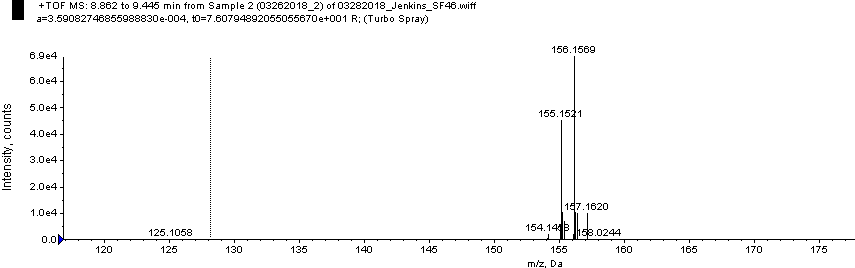 +TOF MS: 8.862 to 9.445 min from Sample 2 (03262018_2) of 03282018_Jenkins_SF46.wiff
a=3.59082746855988830e-004, t0=7.60794892055055670e+001 R; (Turbo Spray)
156.1569
6.9e4
6.0e4
5.0e4
155.1521
4.0e4
3.0e4
2.0e4
1.0e4
157.1620
154.1488
158.0244
125.1058
0.0
Intensity, counts
120 125 130 135 140 145 150 155 160 165 170 175
m/z, Da